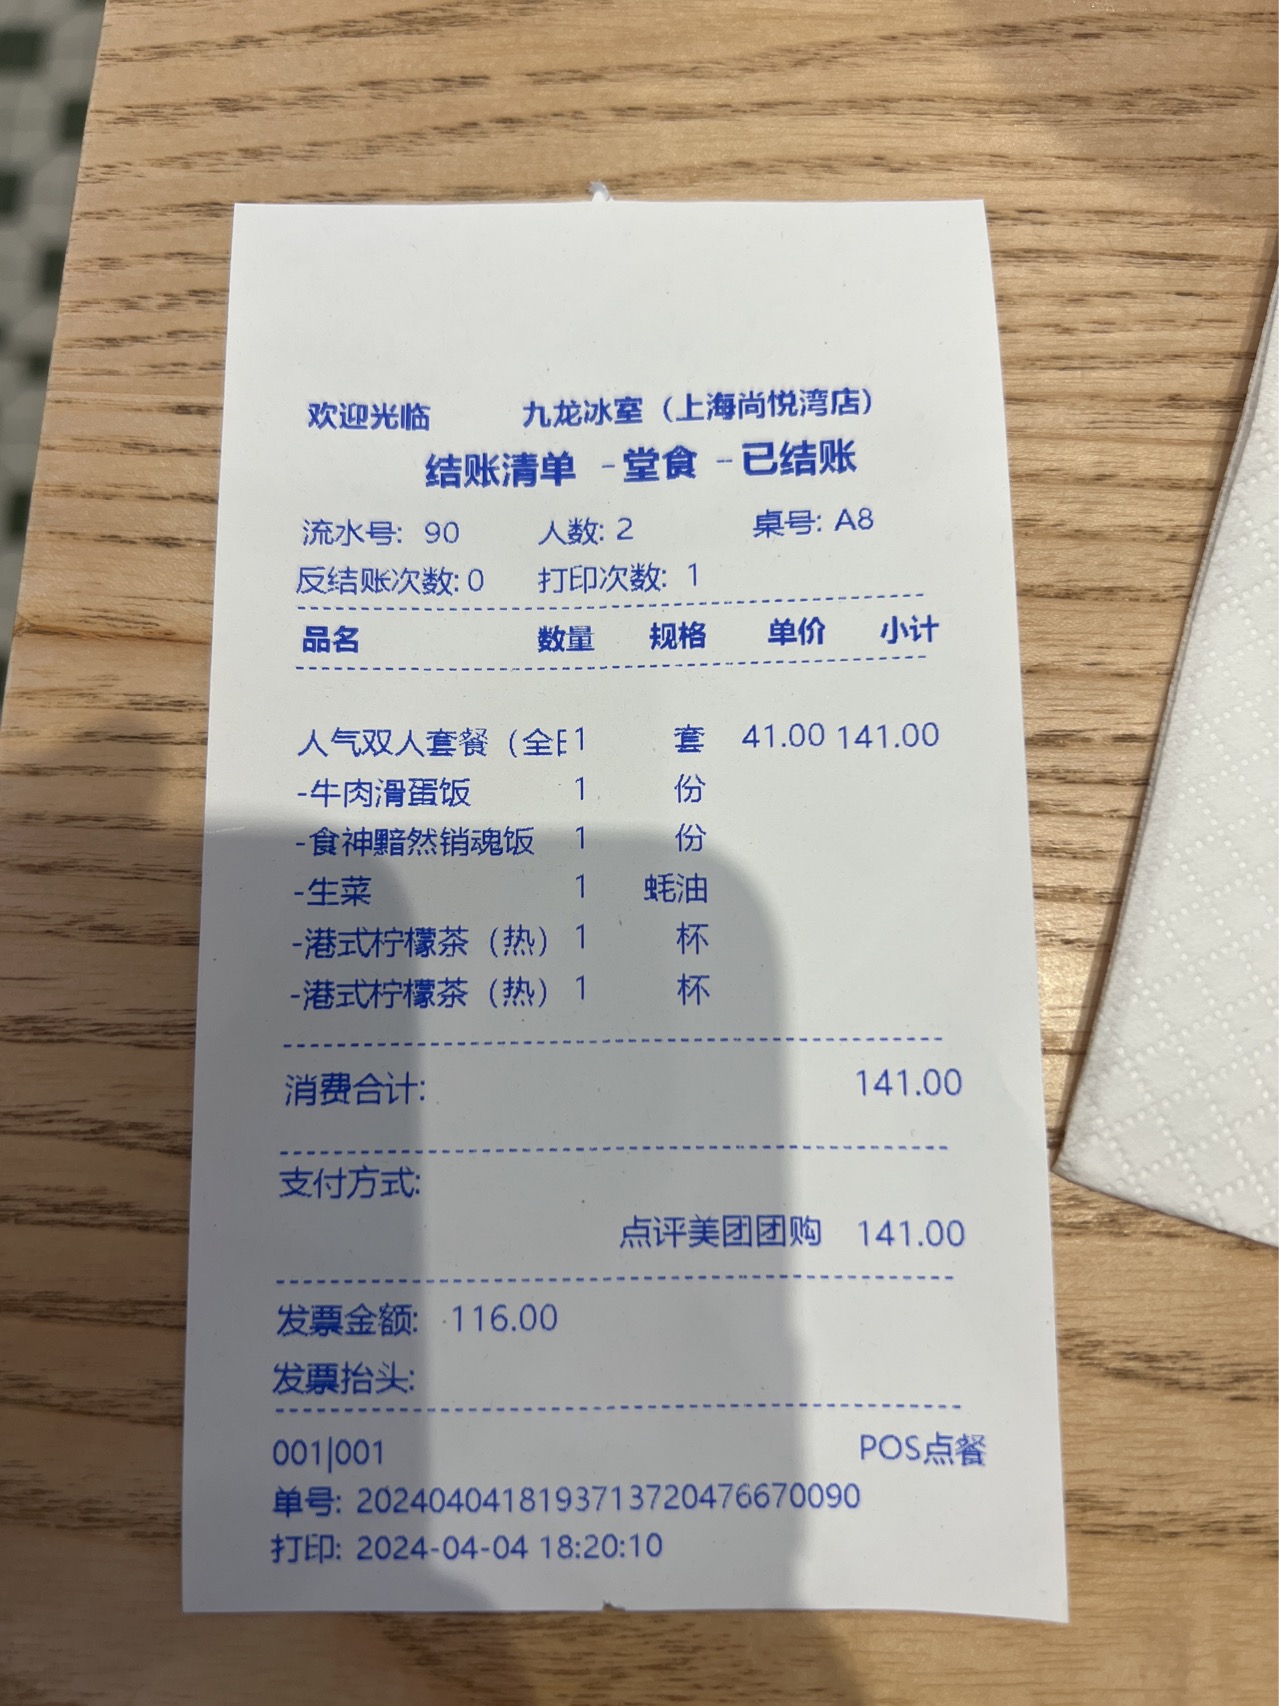 欢迎光临 九龙冰室（上海尚悦湾店）
结账清单 -堂食 -已结账
流水号: 90 人数: 2 桌号: A8
反结账次数: 0 打印次数: 1
品名 数量 规格 单价 小计
人气双人套餐（全日1 套 41.00 141.00
-牛肉滑蛋饭 1 份
-食神黯然销魂饭 1 份
-生菜 1 蚝油
-港式柠檬茶（热） 1 杯
-港式柠檬茶（热） 1 杯
消费合计: 141.00
支付方式:
点评美团团购 141.00
发票金额: 116.00
发票抬头:
001|001 POS点餐
单号: 2024040418193713720476670090
打印: 2024-04-04 18:20:10